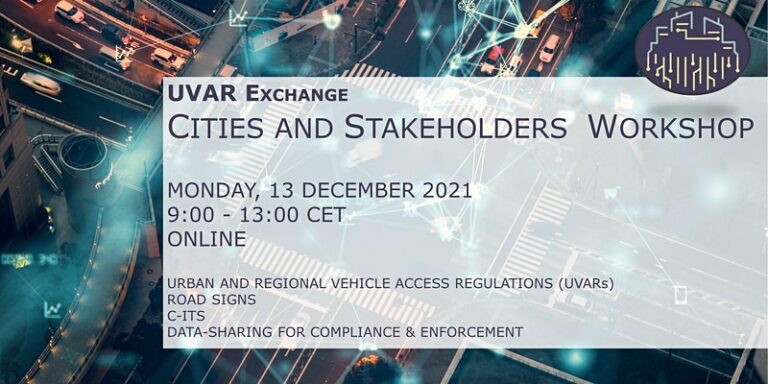 UVAR EXCHANGE
CITIES AND STAKEHOLDERS WORKSHOP
MONDAY, 13 DECEMBER 2021
9:00 - 13:00 CET
ONLINE
URBAN AND REGIONAL VEHICLE ACCESS REGULATIONS (UVARs)
ROAD SIGNS
C-ITS
DATA-SHARING FOR COMPLIANCE & ENFORCEMENT